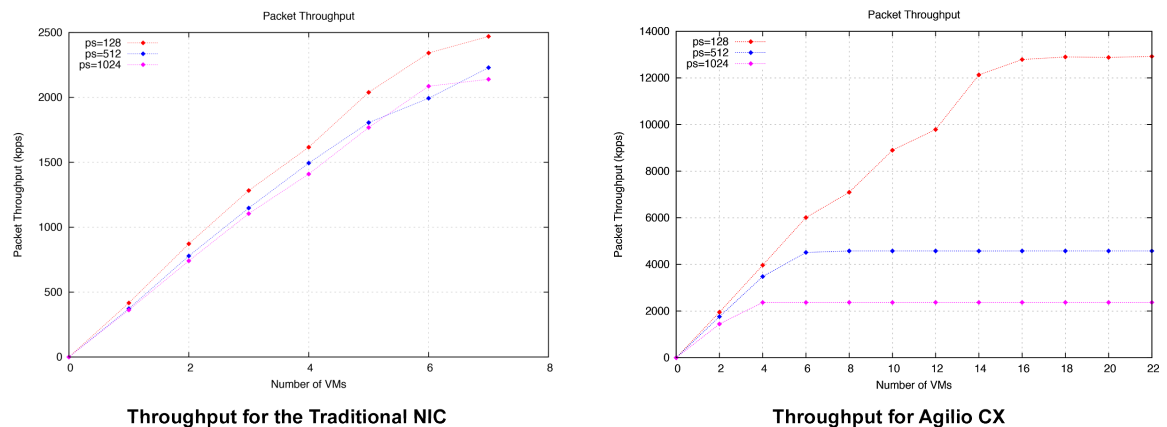 Packet Throughput
2500
2000
1500
1000
500
0
Packet Throughput (kpps)
ps=128
ps=512
ps=1024
0 2 4 6 8
Number of VMs
Throughput for the Traditional NIC
Packet Throughput
14000
12000
10000
8000
6000
4000
2000
0
Packet Throughput (kpps)
ps=128
ps=512
ps=1024
0 2 4 6 8 10 12 14 16 18 20 22
Number of VMs
Throughput for Agilio CX